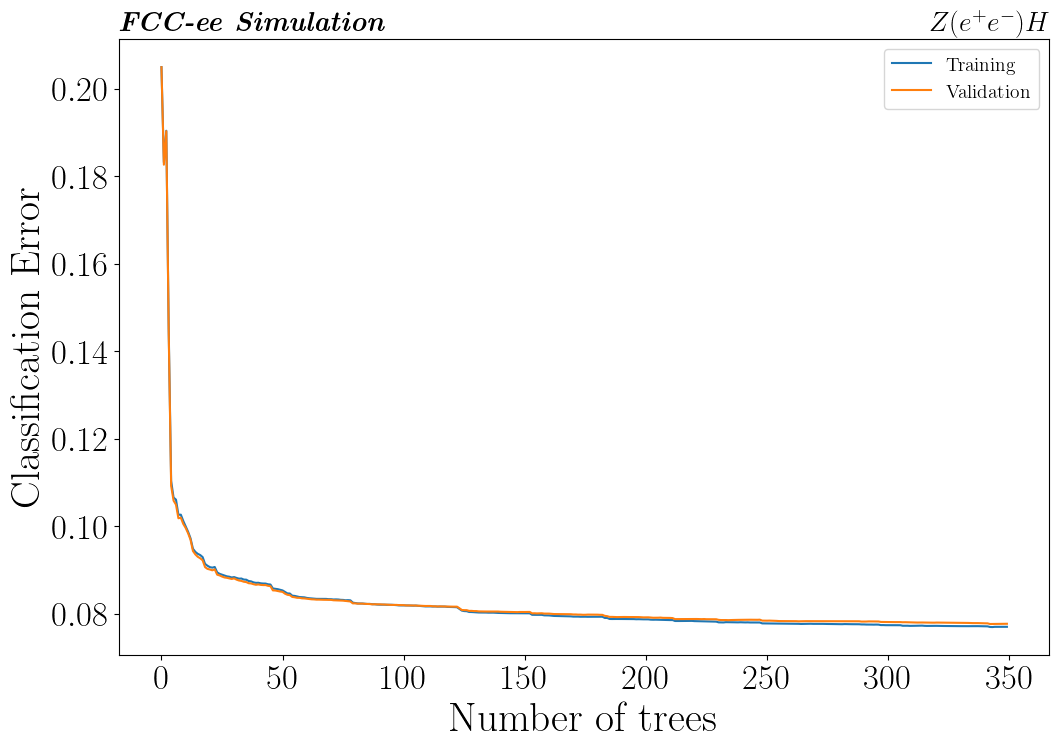 FCC-ee Simulation
Z(e⁺e⁻)H
Training
Validation
Classification Error
0.20
0.18
0.16
0.14
0.12
0.10
0.08
0 50 100 150 200 250 300 350
Number of trees